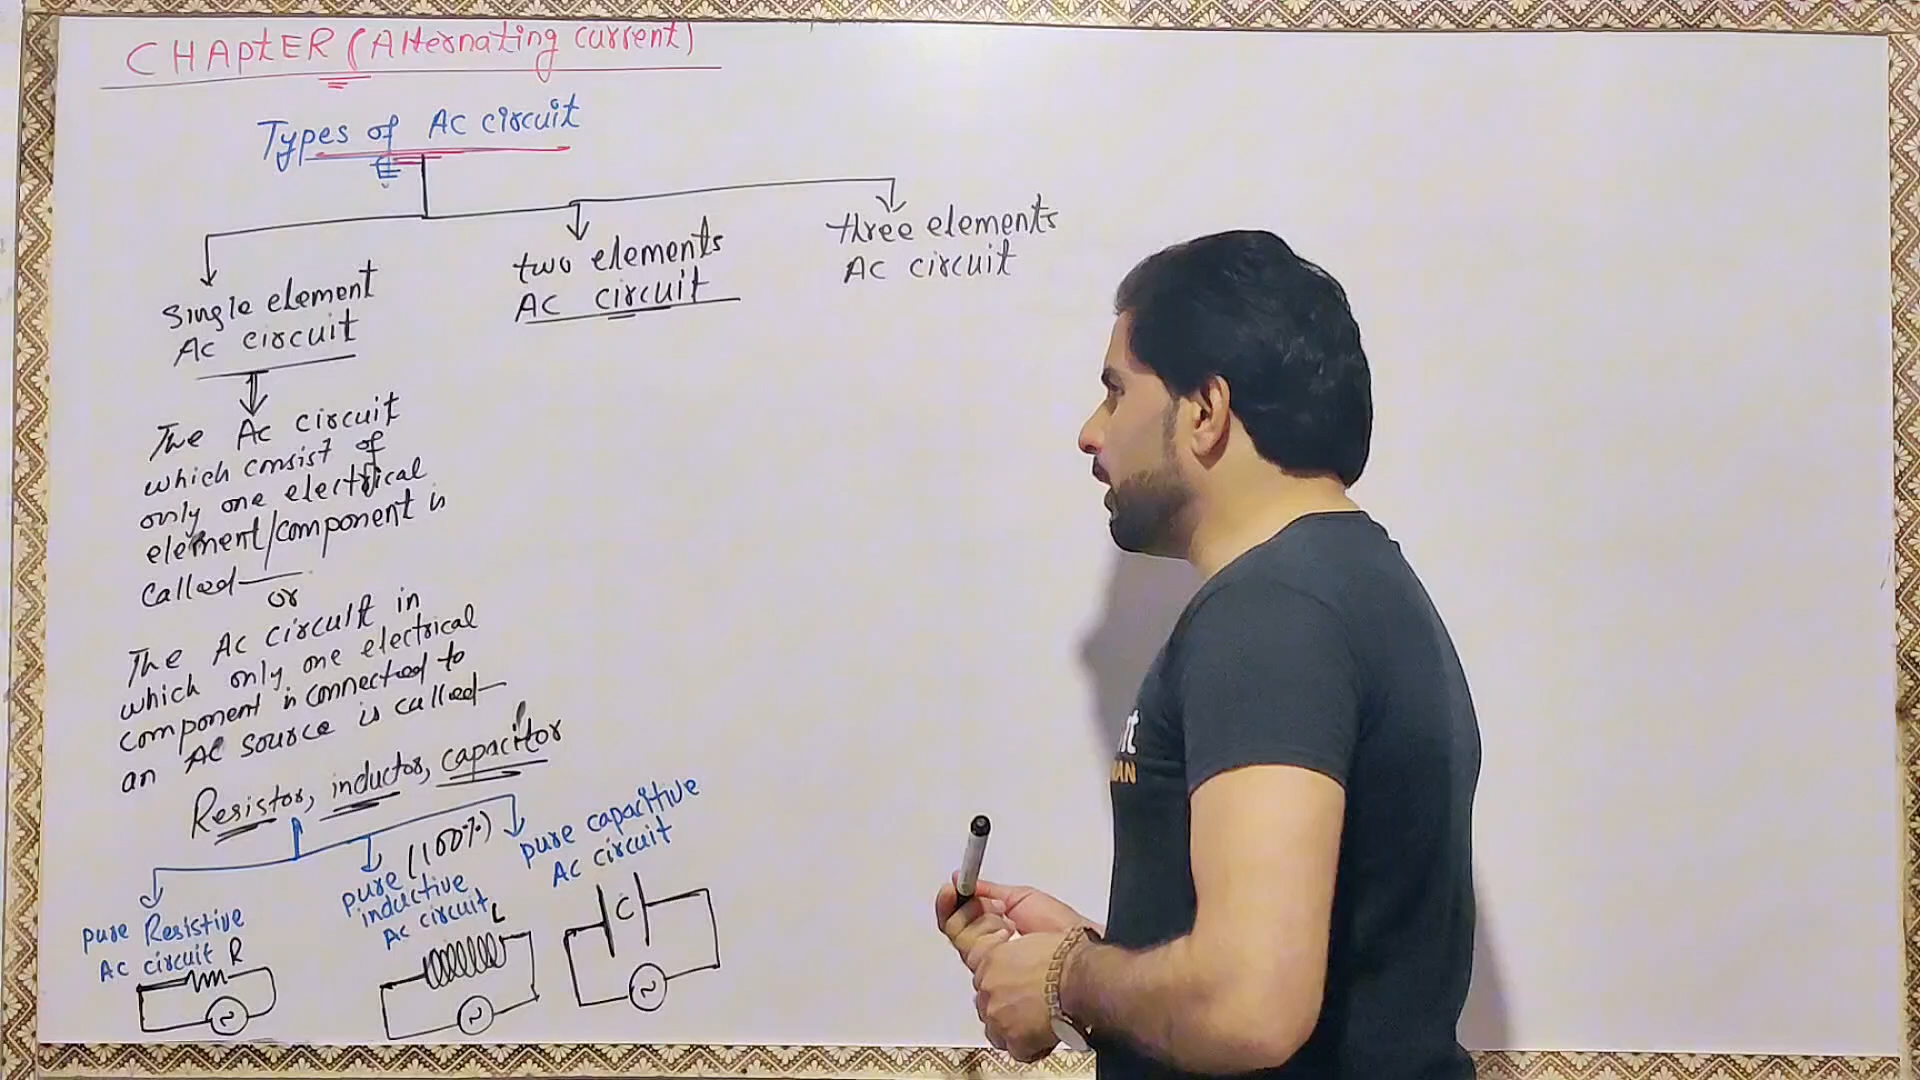 CHAPtER (Alternating current)
Types of AC circuit
Single element
AC circuit
two elements
AC circuit
three elements
AC circuit
The AC circuit
which consist of
only one electrical
element/component is
called—
or
The AC circuit in
which only one electrical
component is connected to
an AC source is called—
Resistor, inductor, capacitor
(100%)
pure Resistive
AC circuit
R
pure
inductive
AC circuit
L
pure capacitive
AC circuit
C
~
~
~